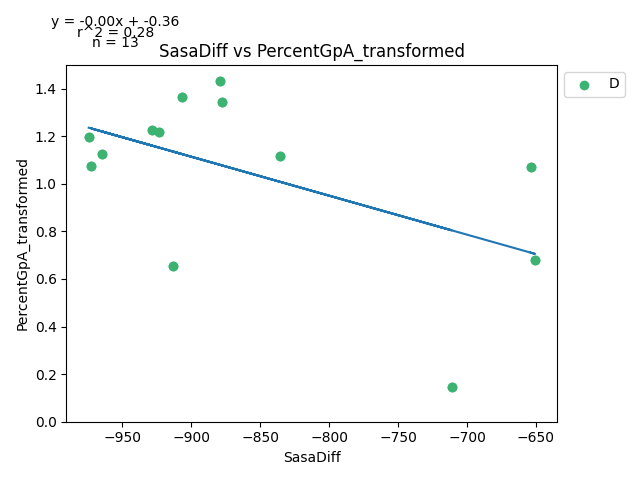 y = -0.00x + -0.36
r^2 = 0.28
n = 13
SasaDiff vs PercentGpA_transformed
D
PercentGpA_transformed
1.4
1.2
1.0
0.8
0.6
0.4
0.2
0.0
−950
−900
−850
−800
−750
−700
−650
SasaDiff